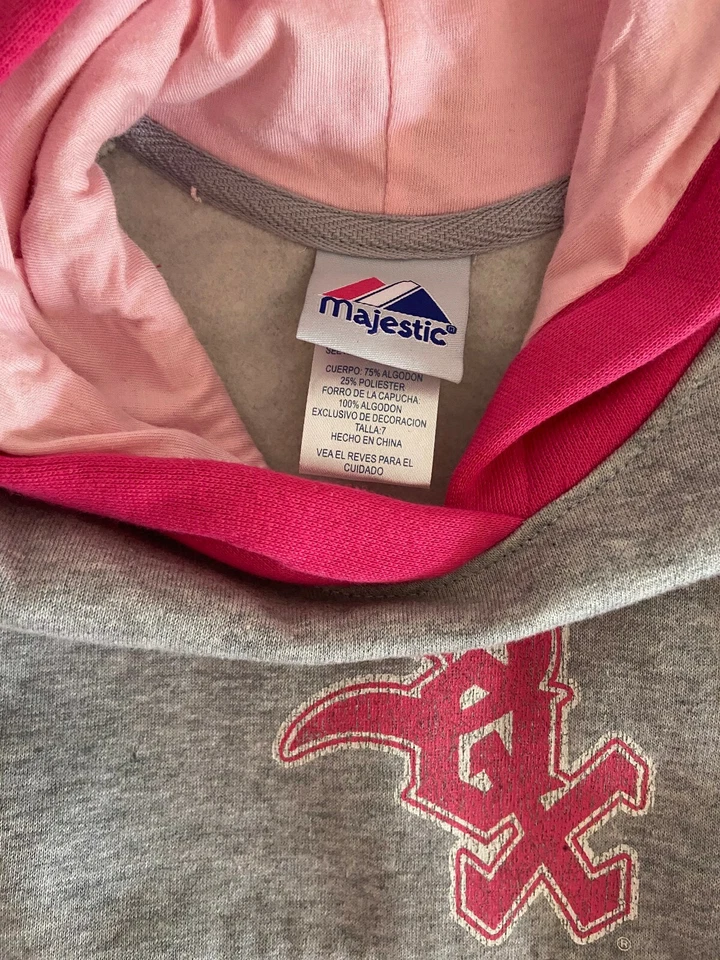 majestic
CUERPO: 75% ALGODON
25% POLIESTER
FORRO DE LA CAPUCHA:
100% ALGODON
EXCLUSIVO DE DECORACION
TALLA:7
HECHO EN CHINA
VEA EL REVES PARA EL
CUIDADO
SOX
®